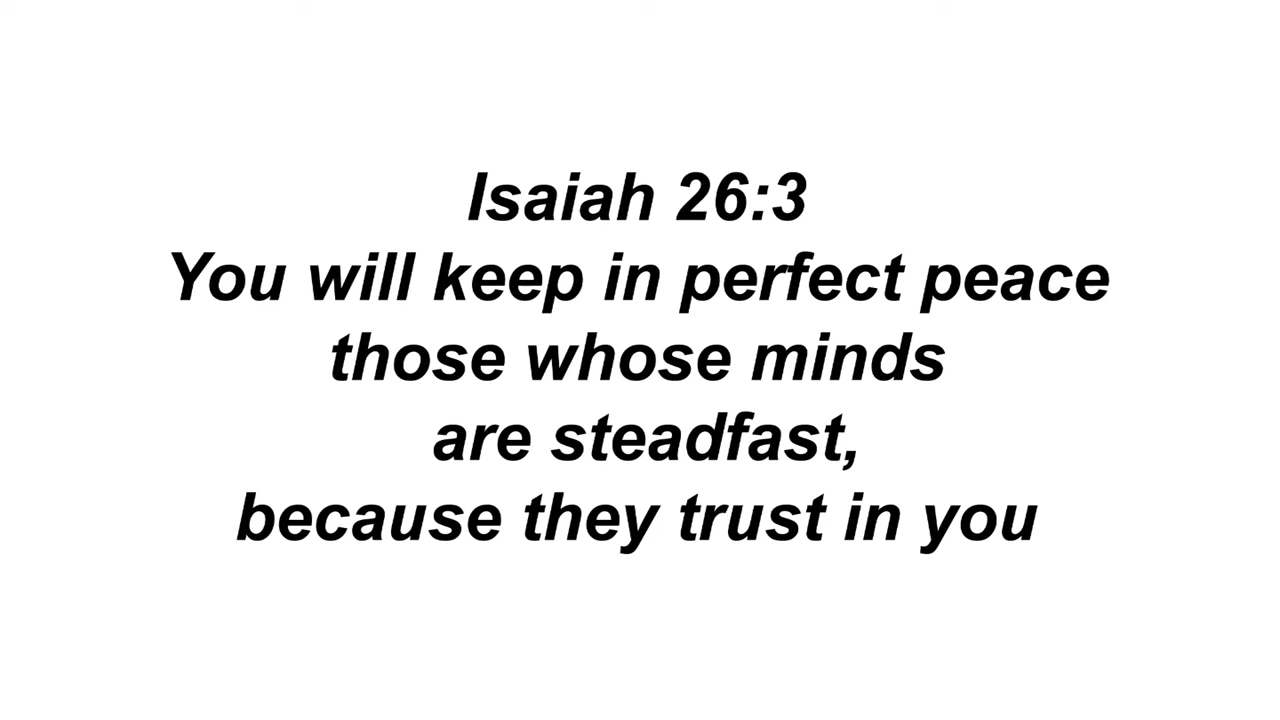 Isaiah 26:3
You will keep in perfect peace
those whose minds
are steadfast,
because they trust in you